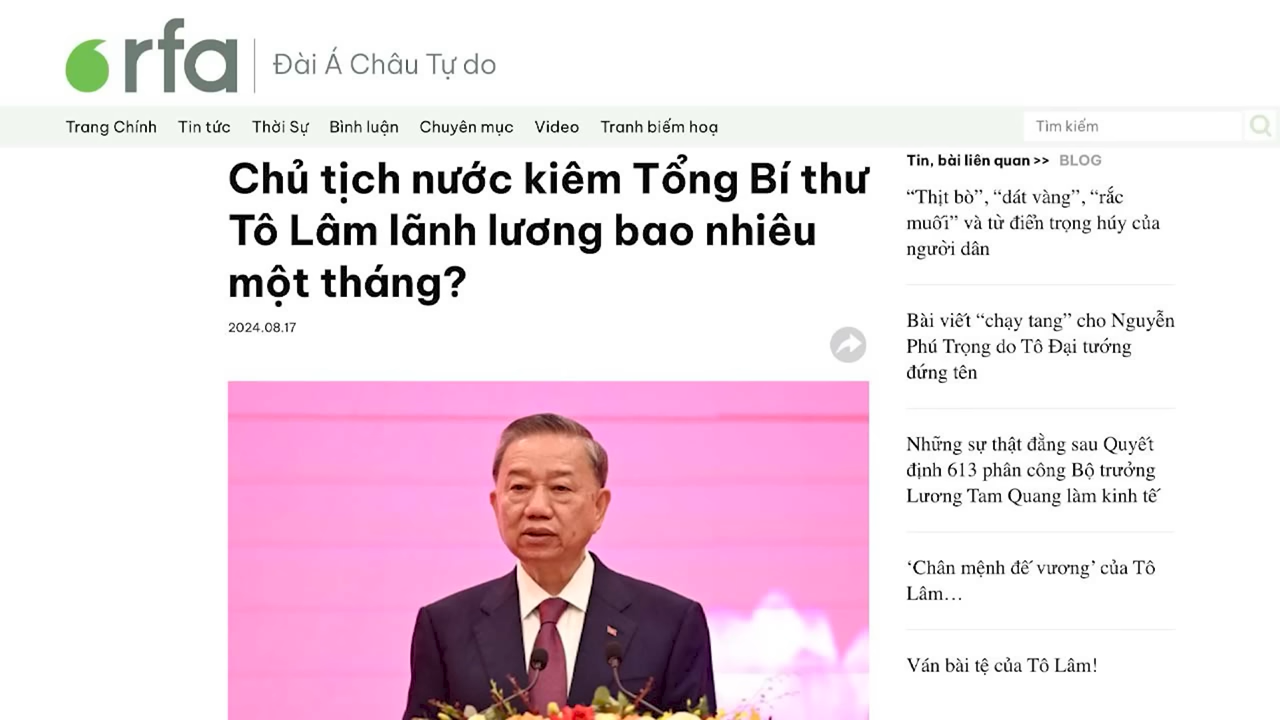 rfa Đài Á Châu Tự do
Trang Chính Tin tức Thời Sự Bình luận Chuyên mục Video Tranh biếm hoạ Tìm kiếm
Chủ tịch nước kiêm Tổng Bí thư
Tô Lâm lãnh lương bao nhiêu
một tháng?
2024.08.17
Tin, bài liên quan >> BLOG
“Thịt bò”, “dát vàng”, “rắc
muối” và từ điển trọng húy của
người dân
Bài viết “chạy tang” cho Nguyễn
Phú Trọng do Tô Đại tướng
đứng tên
Những sự thật đằng sau Quyết
định 613 phân công Bộ trưởng
Lương Tam Quang làm kinh tế
‘Chân mệnh đế vương’ của Tô
Lâm…
Ván bài tệ của Tô Lâm!